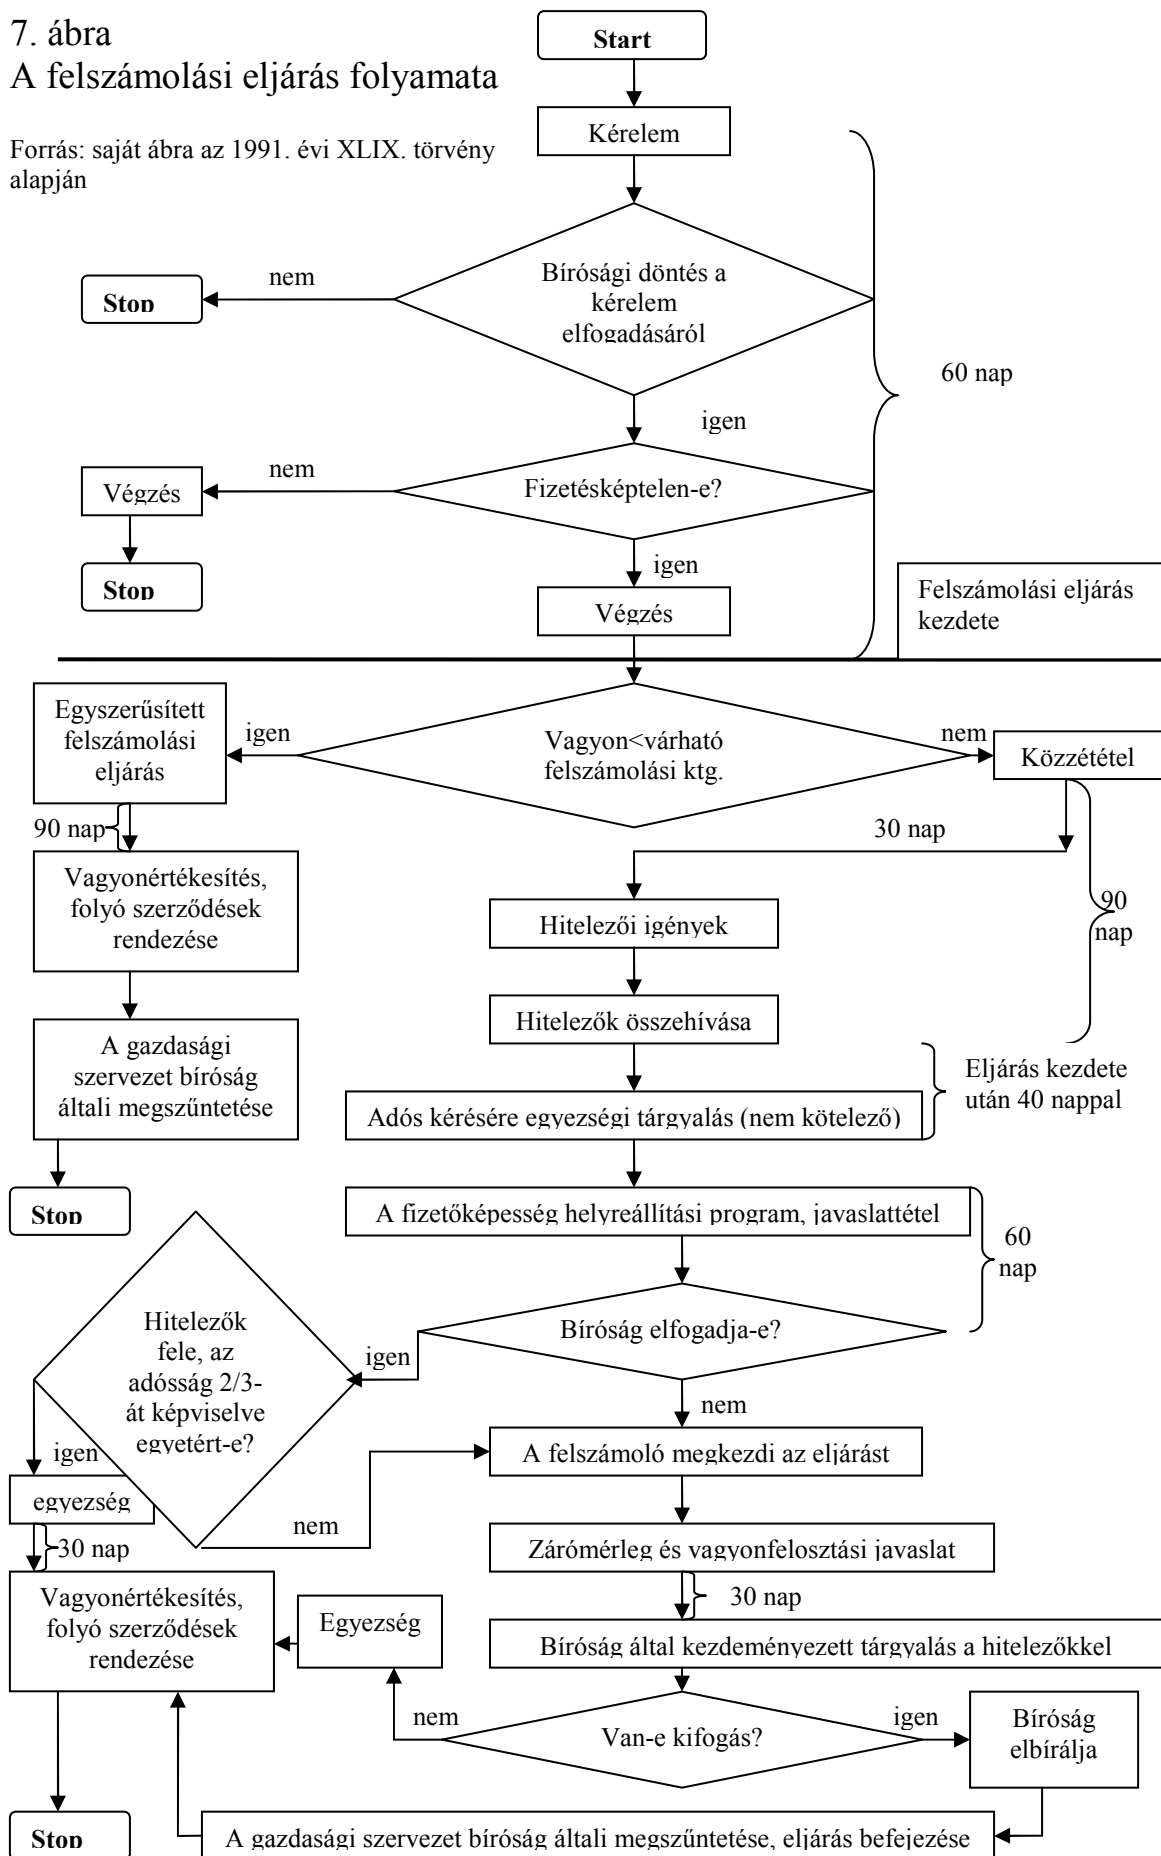 7. ábra
A felszámolási eljárás folyamata
Forrás: saját ábra az 1991. évi XLIX. törvény
alapján
Start
Kérelem
Bírósági döntés a
kérelem
elfogadásáról
nem
Stop
60 nap
igen
Fizetésképtelen-e?
nem
Végzés
Stop
igen
Végzés
Felszámolási eljárás
kezdete
Egyszerűsített
felszámolási
eljárás
igen
Vagyon<várható
felszámolási ktg.
nem
Közzététel
90 nap
30 nap
Vagyonértékesítés,
folyó szerződések
rendezése
Hitelezői igények
90
nap
Hitelezők összehívása
A gazdasági
szervezet bíróság
általi megszűntetése
Eljárás kezdete
után 40 nappal
Adós kérésére egyezségi tárgyalás (nem kötelező)
Stop
A fizetőképesség helyreállítási program, javaslattétel
60
nap
Hitelezők
fele, az
adósság 2/3-
át képviselve
egyetért-e?
igen
Bíróság elfogadja-e?
nem
igen
A felszámoló megkezdi az eljárást
egyezség
nem
30 nap
Zárómérleg és vagyonfelosztási javaslat
30 nap
Vagyonértékesítés,
folyó szerződések
rendezése
Egyezség
Bíróság által kezdeményezett tárgyalás a hitelezőkkel
nem
Van-e kifogás?
igen
Bíróság
elbírálja
Stop
A gazdasági szervezet bíróság általi megszűntetése, eljárás befejezése